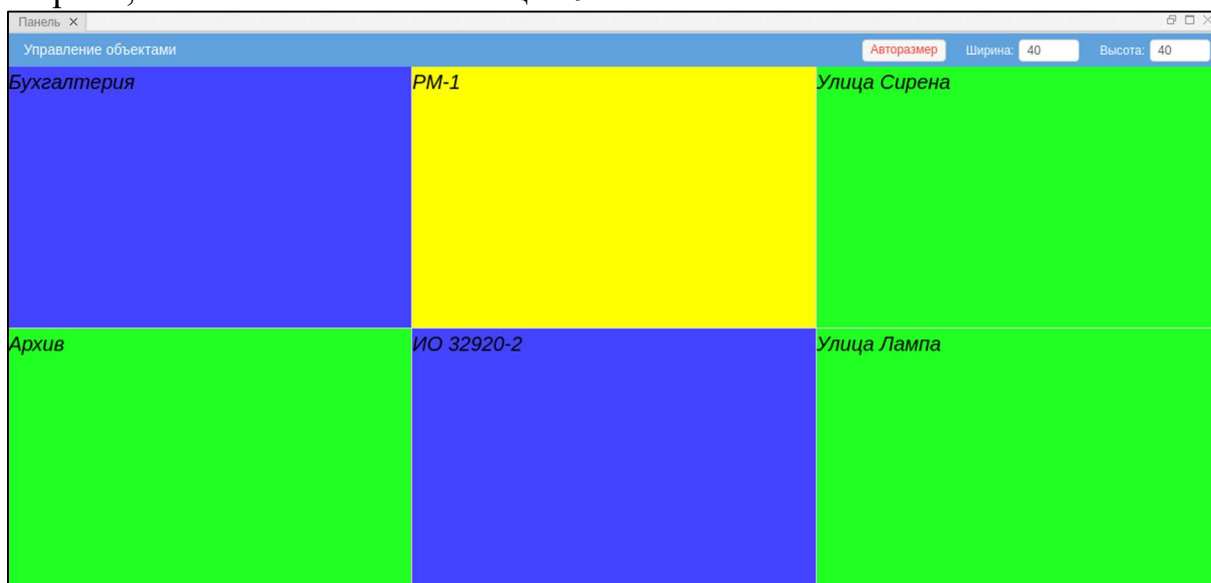 Панель
Управление объектами Авторазмер Ширина: 40 Высота: 40
Бухгалтерия РМ-1 Улица Сирена
Архив ИО 32920-2 Улица Лампа